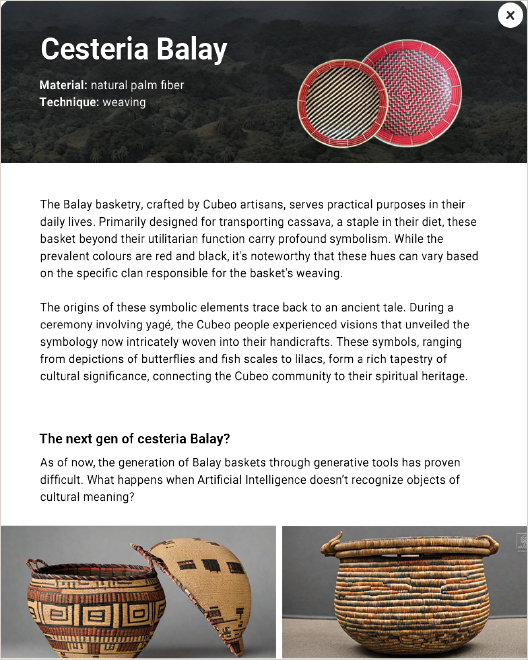 Cesteria Balay
Material: natural palm fiber
Technique: weaving
The Balay basketry, crafted by Cubeo artisans, serves practical purposes in their
daily lives. Primarily designed for transporting cassava, a staple in their diet, these
basket beyond their utilitarian function carry profound symbolism. While the
prevalent colours are red and black, it's noteworthy that these hues can vary based
on the specific clan responsible for the basket's weaving.
The origins of these symbolic elements trace back to an ancient tale. During a
ceremony involving yagé, the Cubeo people experienced visions that unveiled the
symbology now intricately woven into their handicrafts. These symbols, ranging
from depictions of butterflies and fish scales to lilacs, form a rich tapestry of
cultural significance, connecting the Cubeo community to their spiritual heritage.
The next gen of cesteria Balay?
As of now, the generation of Balay baskets through generative tools has proven
difficult. What happens when Artificial Intelligence doesn't recognize objects of
cultural meaning?